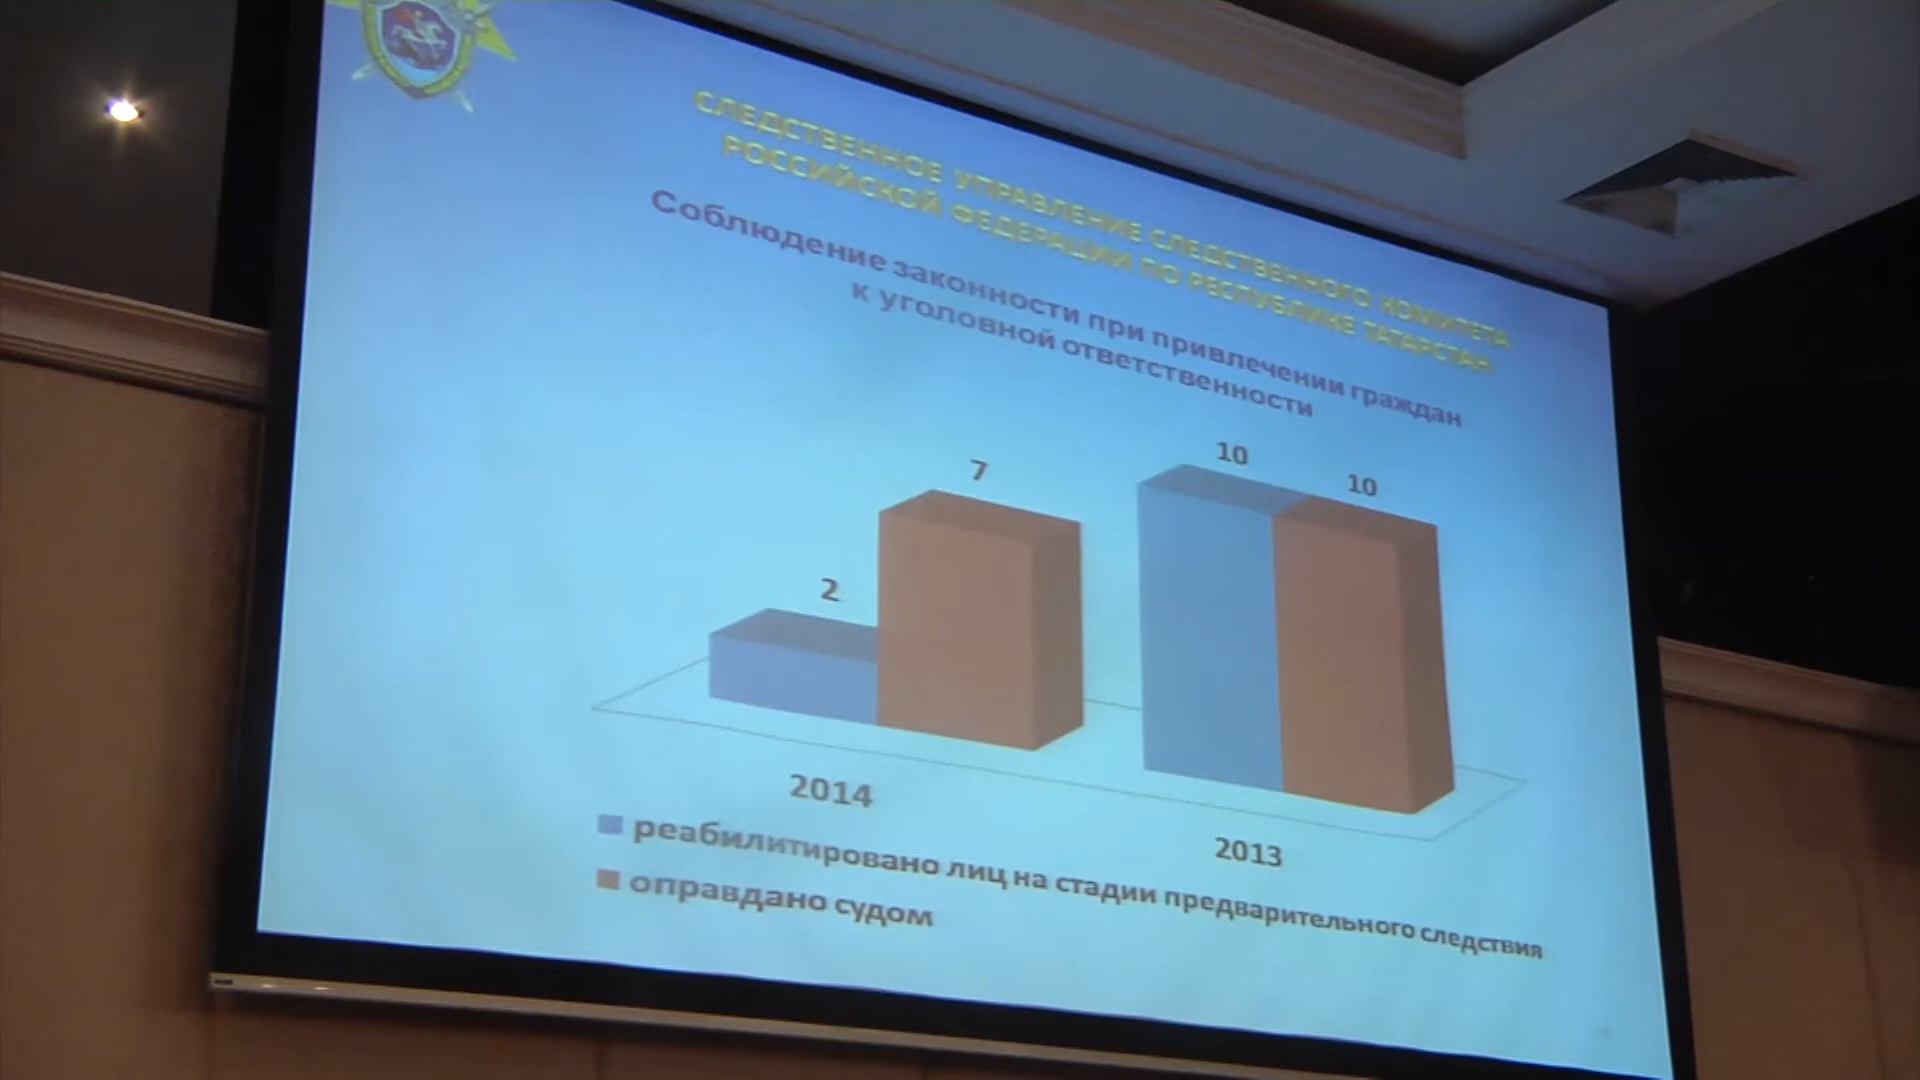 СЛЕДСТВЕННОЕ УПРАВЛЕНИЕ СЛЕДСТВЕННОГО КОМИТЕТА
РОССИЙСКОЙ ФЕДЕРАЦИИ ПО РЕСПУБЛИКЕ ТАТАРСТАН
Соблюдение законности при привлечении граждан
к уголовной ответственности
2
7
10
10
2014
2013
реабилитировано лиц на стадии предварительного следствия
оправдано судом